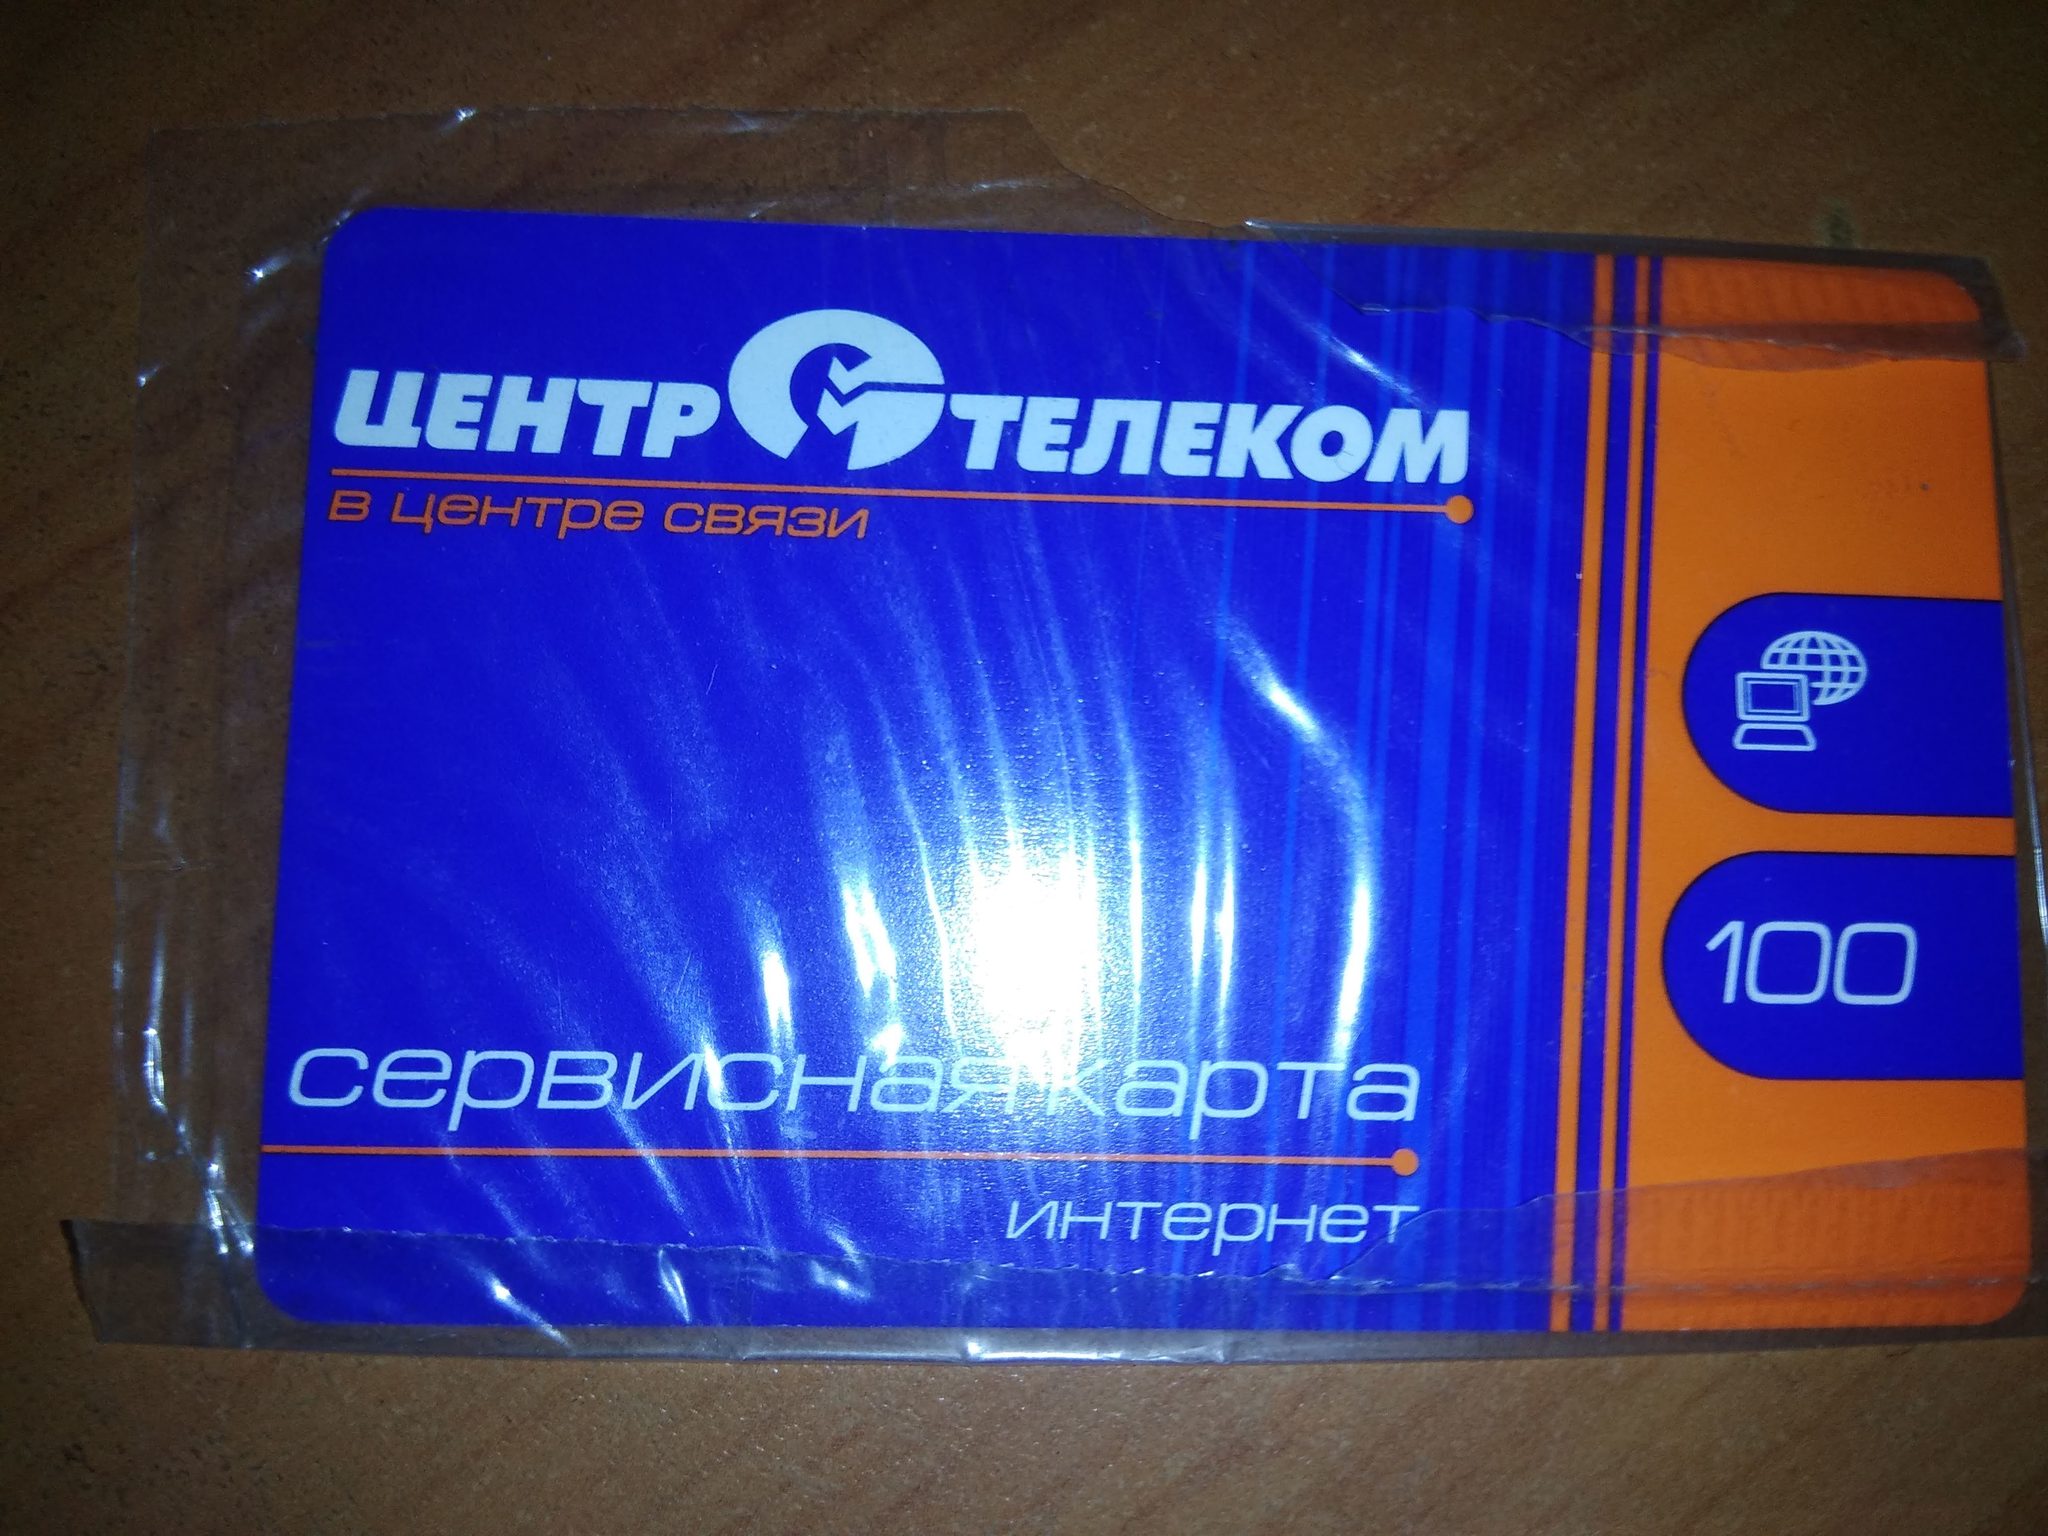 ЦЕНТР ТЕЛЕКОМ
в центре связи
100
сервисная карта
интернет